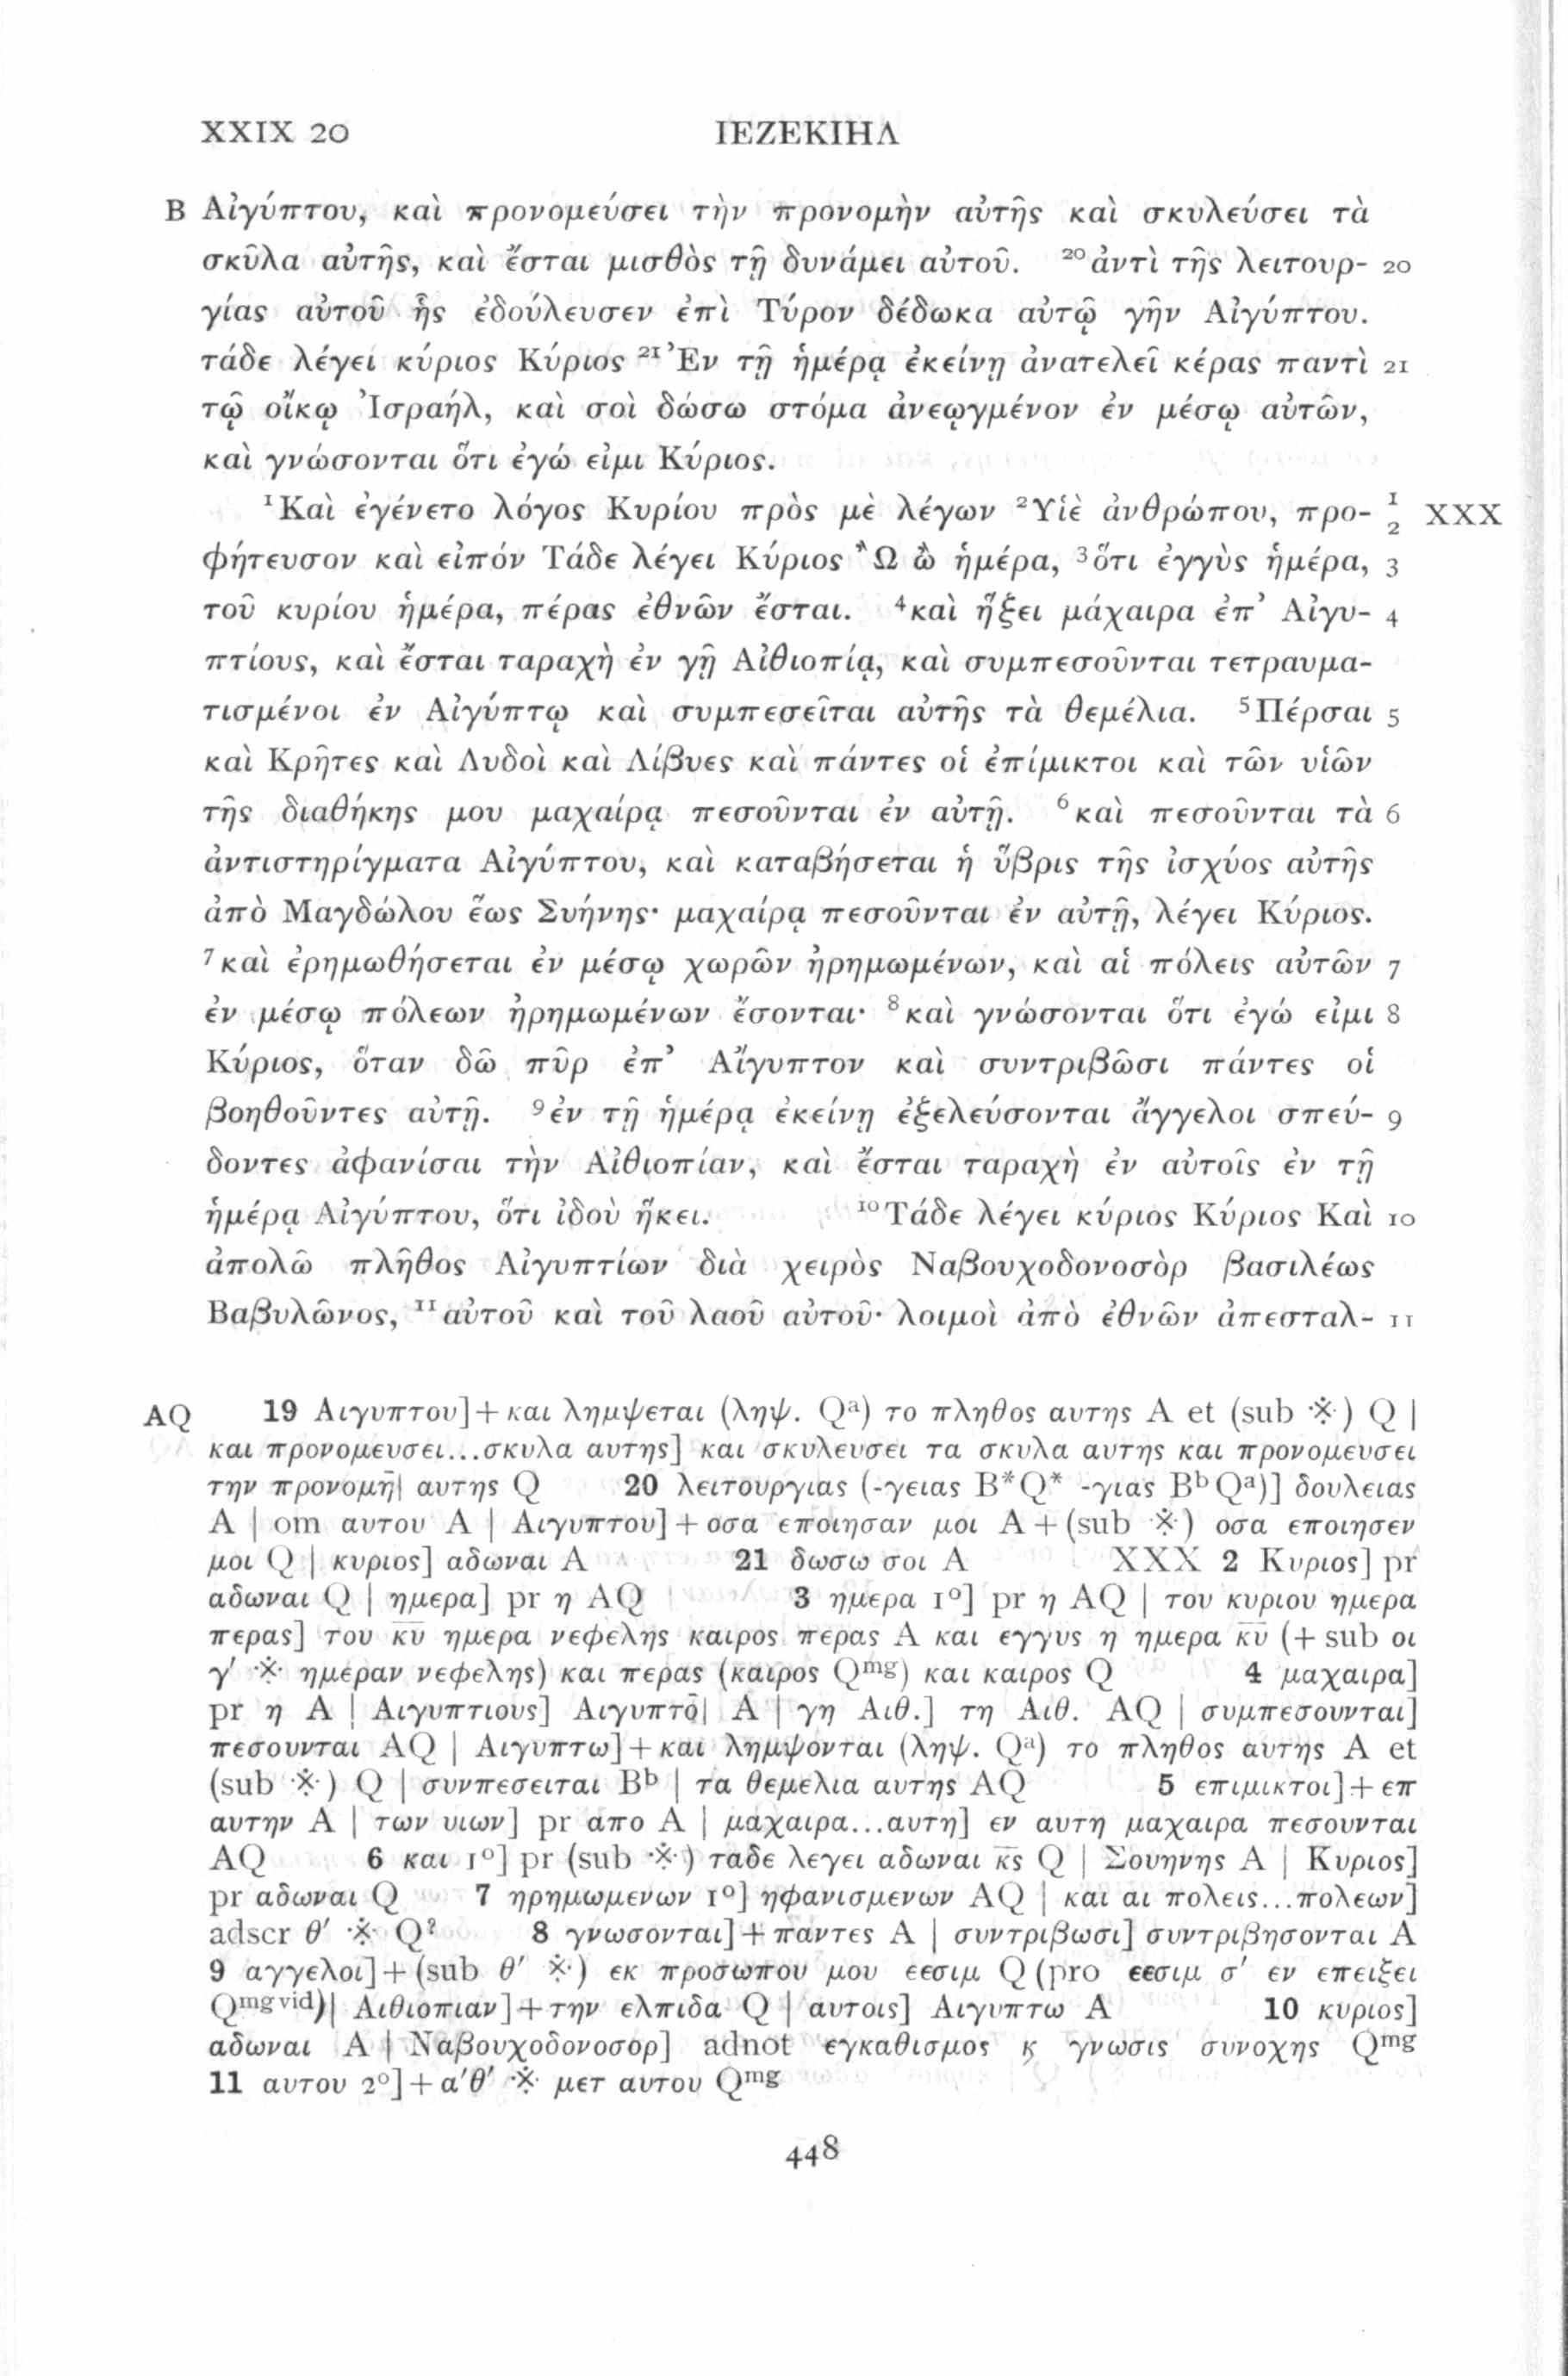 XXIX 20 ΙΕΖΕΚΙΗΛ
B Αἰγύπτου, καὶ προνομεύσει τὴν προνομὴν αὐτῆς καὶ σκυλεύσει τὰ
σκῦλα αὐτῆς, καὶ ἔσται μισθὸς τῇ δυνάμει αὐτοῦ. ²⁰ἀντὶ τῆς λειτουρ- 20
γίας αὐτοῦ ἧς ἐδούλευσεν ἐπὶ Τύρον δέδωκα αὐτῷ γῆν Αἰγύπτου.
τάδε λέγει κύριος Κύριος ²¹Ἐν τῇ ἡμέρᾳ ἐκείνῃ ἀνατελεῖ κέρας παντὶ 21
τῷ οἴκῳ Ἰσραήλ, καὶ σοὶ δώσω στόμα ἀνεῳγμένον ἐν μέσῳ αὐτῶν,
καὶ γνώσονται ὅτι ἐγώ εἰμι Κύριος.
¹Καὶ ἐγένετο λόγος Κυρίου πρὸς μὲ λέγων ²Υἱὲ ἀνθρώπου, προ- 1 2 XXX
φήτευσον καὶ εἰπόν Τάδε λέγει Κύριος Ὢ ὢ ἡμέρα, ³ὅτι ἐγγὺς ἡμέρα, 3
τοῦ κυρίου ἡμέρα, πέρας ἐθνῶν ἔσται. ⁴καὶ ἥξει μάχαιρα ἐπ’ Αἰγυ- 4
πτίους, καὶ ἔσται ταραχὴ ἐν γῇ Αἰθιοπίᾳ, καὶ συμπεσοῦνται τετραυμα-
τισμένοι ἐν Αἰγύπτῳ καὶ συμπεσεῖται αὐτῆς τὰ θεμέλια. ⁵Πέρσαι 5
καὶ Κρῆτες καὶ Λυδοὶ καὶ Λίβυες καὶ πάντες οἱ ἐπίμικτοι καὶ τῶν υἱῶν
τῆς διαθήκης μου μαχαίρᾳ πεσοῦνται ἐν αὐτῇ. ⁶καὶ πεσοῦνται τὰ 6
ἀντιστηρίγματα Αἰγύπτου, καὶ καταβήσεται ἡ ὕβρις τῆς ἰσχύος αὐτῆς
ἀπὸ Μαγδώλου ἕως Συήνης· μαχαίρᾳ πεσοῦνται ἐν αὐτῇ, λέγει Κύριος.
⁷καὶ ἐρημωθήσεται ἐν μέσῳ χωρῶν ἠρημωμένων, καὶ αἱ πόλεις αὐτῶν 7
ἐν μέσῳ πόλεων ἠρημωμένων ἔσονται· ⁸καὶ γνώσονται ὅτι ἐγώ εἰμι 8
Κύριος, ὅταν δῶ πῦρ ἐπ’ Αἴγυπτον καὶ συντριβῶσι πάντες οἱ
βοηθοῦντες αὐτῇ. ⁹ἐν τῇ ἡμέρᾳ ἐκείνῃ ἐξελεύσονται ἄγγελοι σπεύ- 9
δοντες ἀφανίσαι τὴν Αἰθιοπίαν, καὶ ἔσται ταραχὴ ἐν αὐτοῖς ἐν τῇ
ἡμέρᾳ Αἰγύπτου, ὅτι ἰδοὺ ἥκει. ¹⁰Τάδε λέγει κύριος Κύριος Καὶ 10
ἀπολῶ πλῆθος Αἰγυπτίων διὰ χειρὸς Ναβουχοδονοσὸρ βασιλέως
Βαβυλῶνος, ¹¹αὐτοῦ καὶ τοῦ λαοῦ αὐτοῦ· λοιμοὶ ἀπὸ ἐθνῶν ἀπεσταλ- 11
AQ 19 Αιγυπτου]+και λημψεται (ληψ. Qᵃ) το πληθος αυτης A et (sub ※) Q |
και προνομευσει...σκυλα αυτης] και σκυλευσει τα σκυλα αυτης και προνομευσει
την προνομη̄| αυτης Q 20 λειτουργιας (-γειας B*Q* -γιας Bᵇ Qᵃ)] δουλειας
A | om αυτου A | Αιγυπτου]+οσα εποιησαν μοι A+(sub ※) οσα εποιησεν
μοι Q | κυριος] αδωναι A 21 δωσω σοι A XXX 2 Κυριος] pr
αδωναι Q | ημερα] pr η AQ 3 ημερα 1º] pr η AQ | του κυριου ημερα
περας] του κ̅υ̅ ημερα νεφελης καιρος περας A και εγγυς η ημερα κ̅υ̅ (+sub οι
γ′ ※ ημεραν νεφελης) και περας (καιρος Qᵐᵍ) και καιρος Q 4 μαχαιρα]
pr η A | Αιγυπτιους] Αιγυπτο̄| A | γη Αιθ.] τη Αιθ. AQ | συμπεσουνται]
πεσουνται AQ | Αιγυπτω]+και λημψονται (ληψ. Qᵃ) το πληθος αυτης A et
(sub ※) Q | συνπεσειται Bᵇ | τα θεμελια αυτης AQ 5 επιμικτοι]+επ
αυτην A | των υιων] pr απο A | μαχαιρα...αυτη] εν αυτη μαχαιρα πεσουνται
AQ 6 και 1º] pr (sub ※) ταδε λεγει αδωναι κ̅ς̅ Q | Σουηνης A | Κυριος]
pr αδωναι Q 7 ηρημωμενων 1º] ηφανισμενων AQ | και αι πολεις...πολεων]
adscr θ′ ※ Q? 8 γνωσονται]+παντες A | συντριβωσι] συντριβησονται A
9 αγγελοι]+(sub θ′ ※) εκ προσωπου μου εεσιμ Q (pro εεσιμ σ′ εν επειξει
Qᵐᵍ ᵛⁱᵈ)| Αιθιοπιαν]+την ελπιδα Q | αυτοις] Αιγυπτω A 10 κυριος]
αδωναι A | Ναβουχοδονοσορ] adnot εγκαθισμος ϗ γνωσις συνοχης Qᵐᵍ
11 αυτου 2º]+α′θ′ ※ μετ αυτου Qᵐᵍ
448